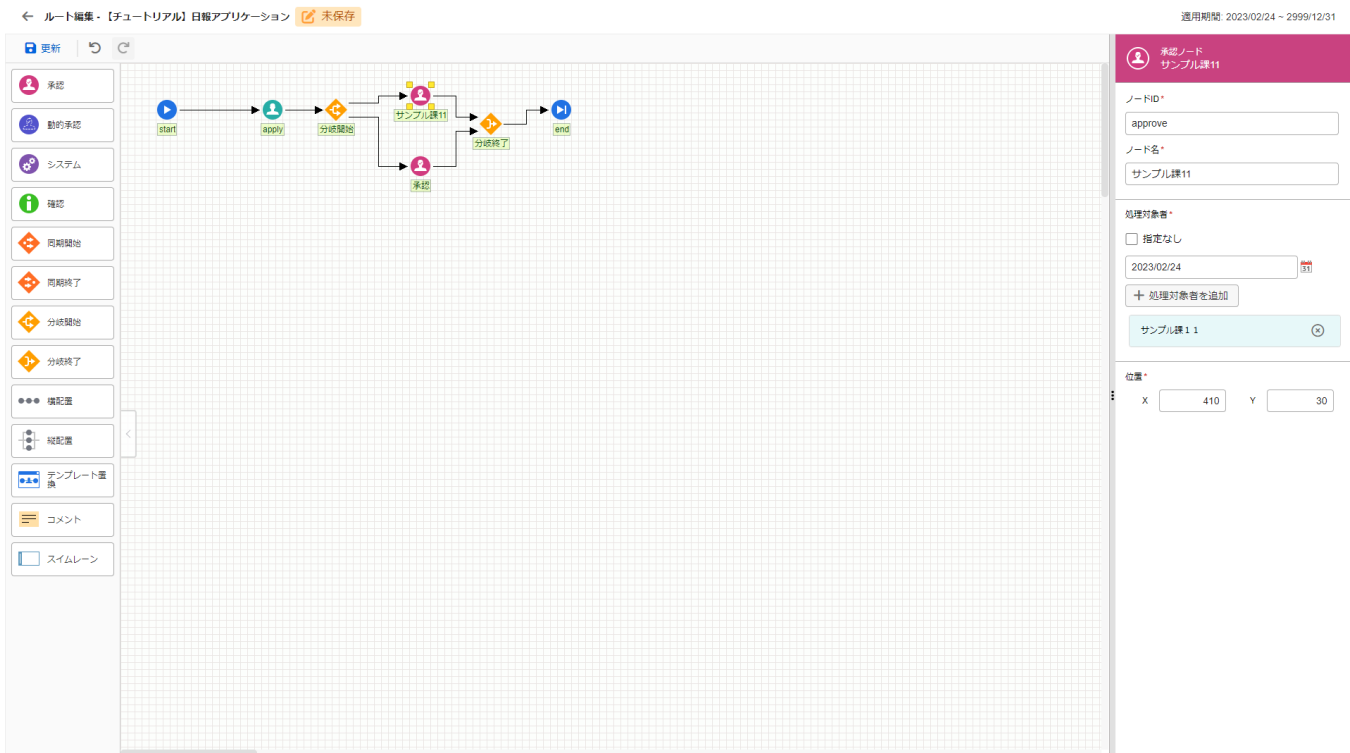 ルート編集 - 【チュートリアル】日報アプリケーション
未保存
適用期間: 2023/02/24 ~ 2999/12/31
更新
承認
動的承認
システム
確認
同期開始
同期終了
分岐開始
分岐終了
横配置
縦配置
テンプレート置
換
コメント
スイムレーン
start
apply
分岐開始
サンプル課11
承認
分岐終了
end
承認ノード
サンプル課11
ノードID*
approve
ノード名*
サンプル課11
処理対象者*
指定なし
2023/02/24
31
処理対象者を追加
サンプル課１１
位置*
X 410 Y 30